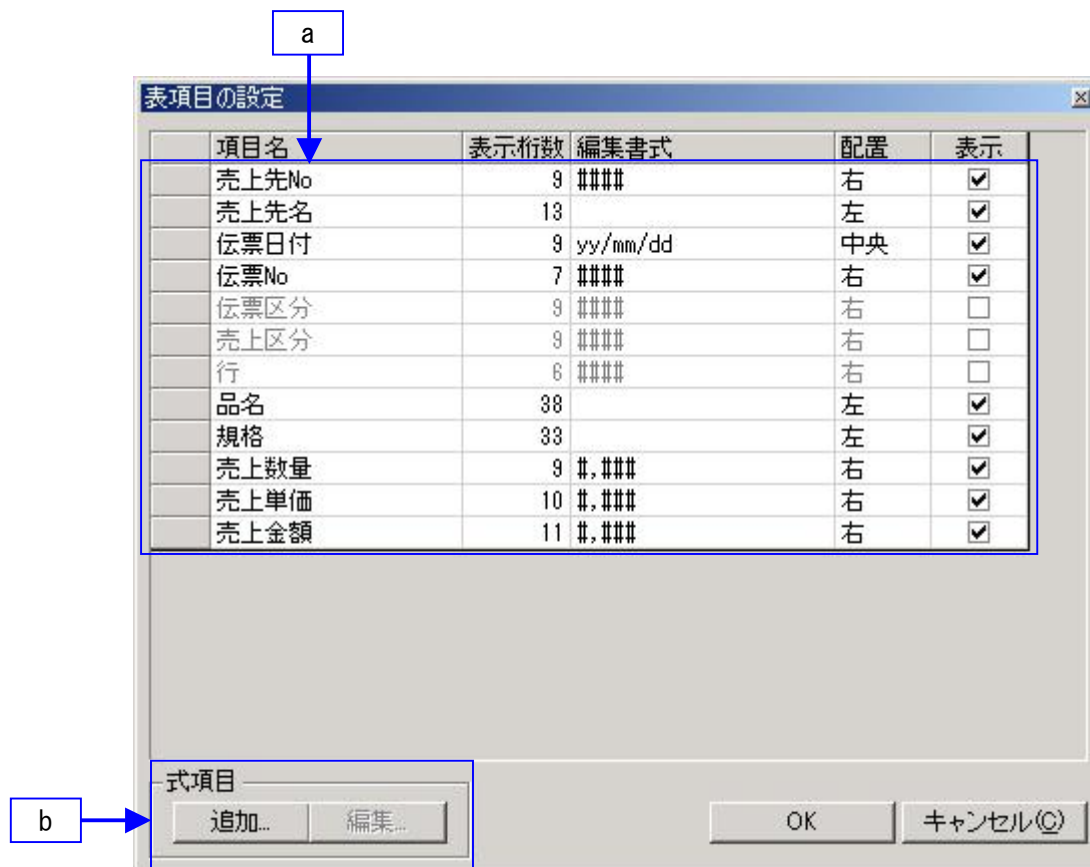 a
表項目の設定
項目名 表示桁数 編集書式 配置 表示
売上先No 9 #### 右
売上先名 13 左
伝票日付 9 yy/mm/dd 中央
伝票No 7 #### 右
伝票区分 9 #### 右
売上区分 9 #### 右
行 6 #### 右
品名 38 左
規格 33 左
売上数量 9 #,### 右
売上単価 10 #,### 右
売上金額 11 #,### 右
式項目
b 追加... 編集... OK キャンセル(C)